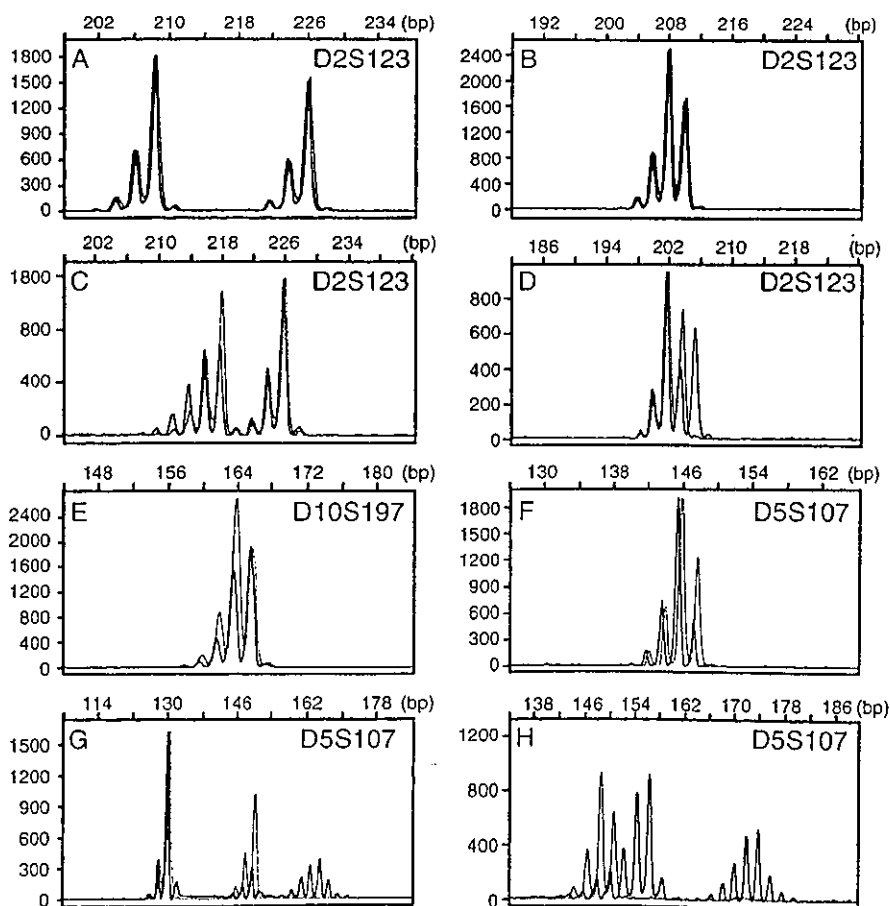 202 210 218 226 234 (bp)
A D2S123
1800
1500
1200
900
600
300
0
192 200 208 216 224 (bp)
B D2S123
2400
2000
1600
1200
800
400
0
202 210 218 226 234 (bp)
C D2S123
1800
800
400
0
186 194 202 210 218 (bp)
D D2S123
800
600
400
200
0
148 156 164 172 180 (bp)
E D10S197
2400
2000
1600
1200
800
400
0
130 138 146 154 162 (bp)
F D5S107
1800
1500
1200
900
600
300
0
114 130 146 162 178 (bp)
G D5S107
1500
1200
900
600
300
0
138 146 154 162 170 178 186 (bp)
H D5S107
1200
800
400
0